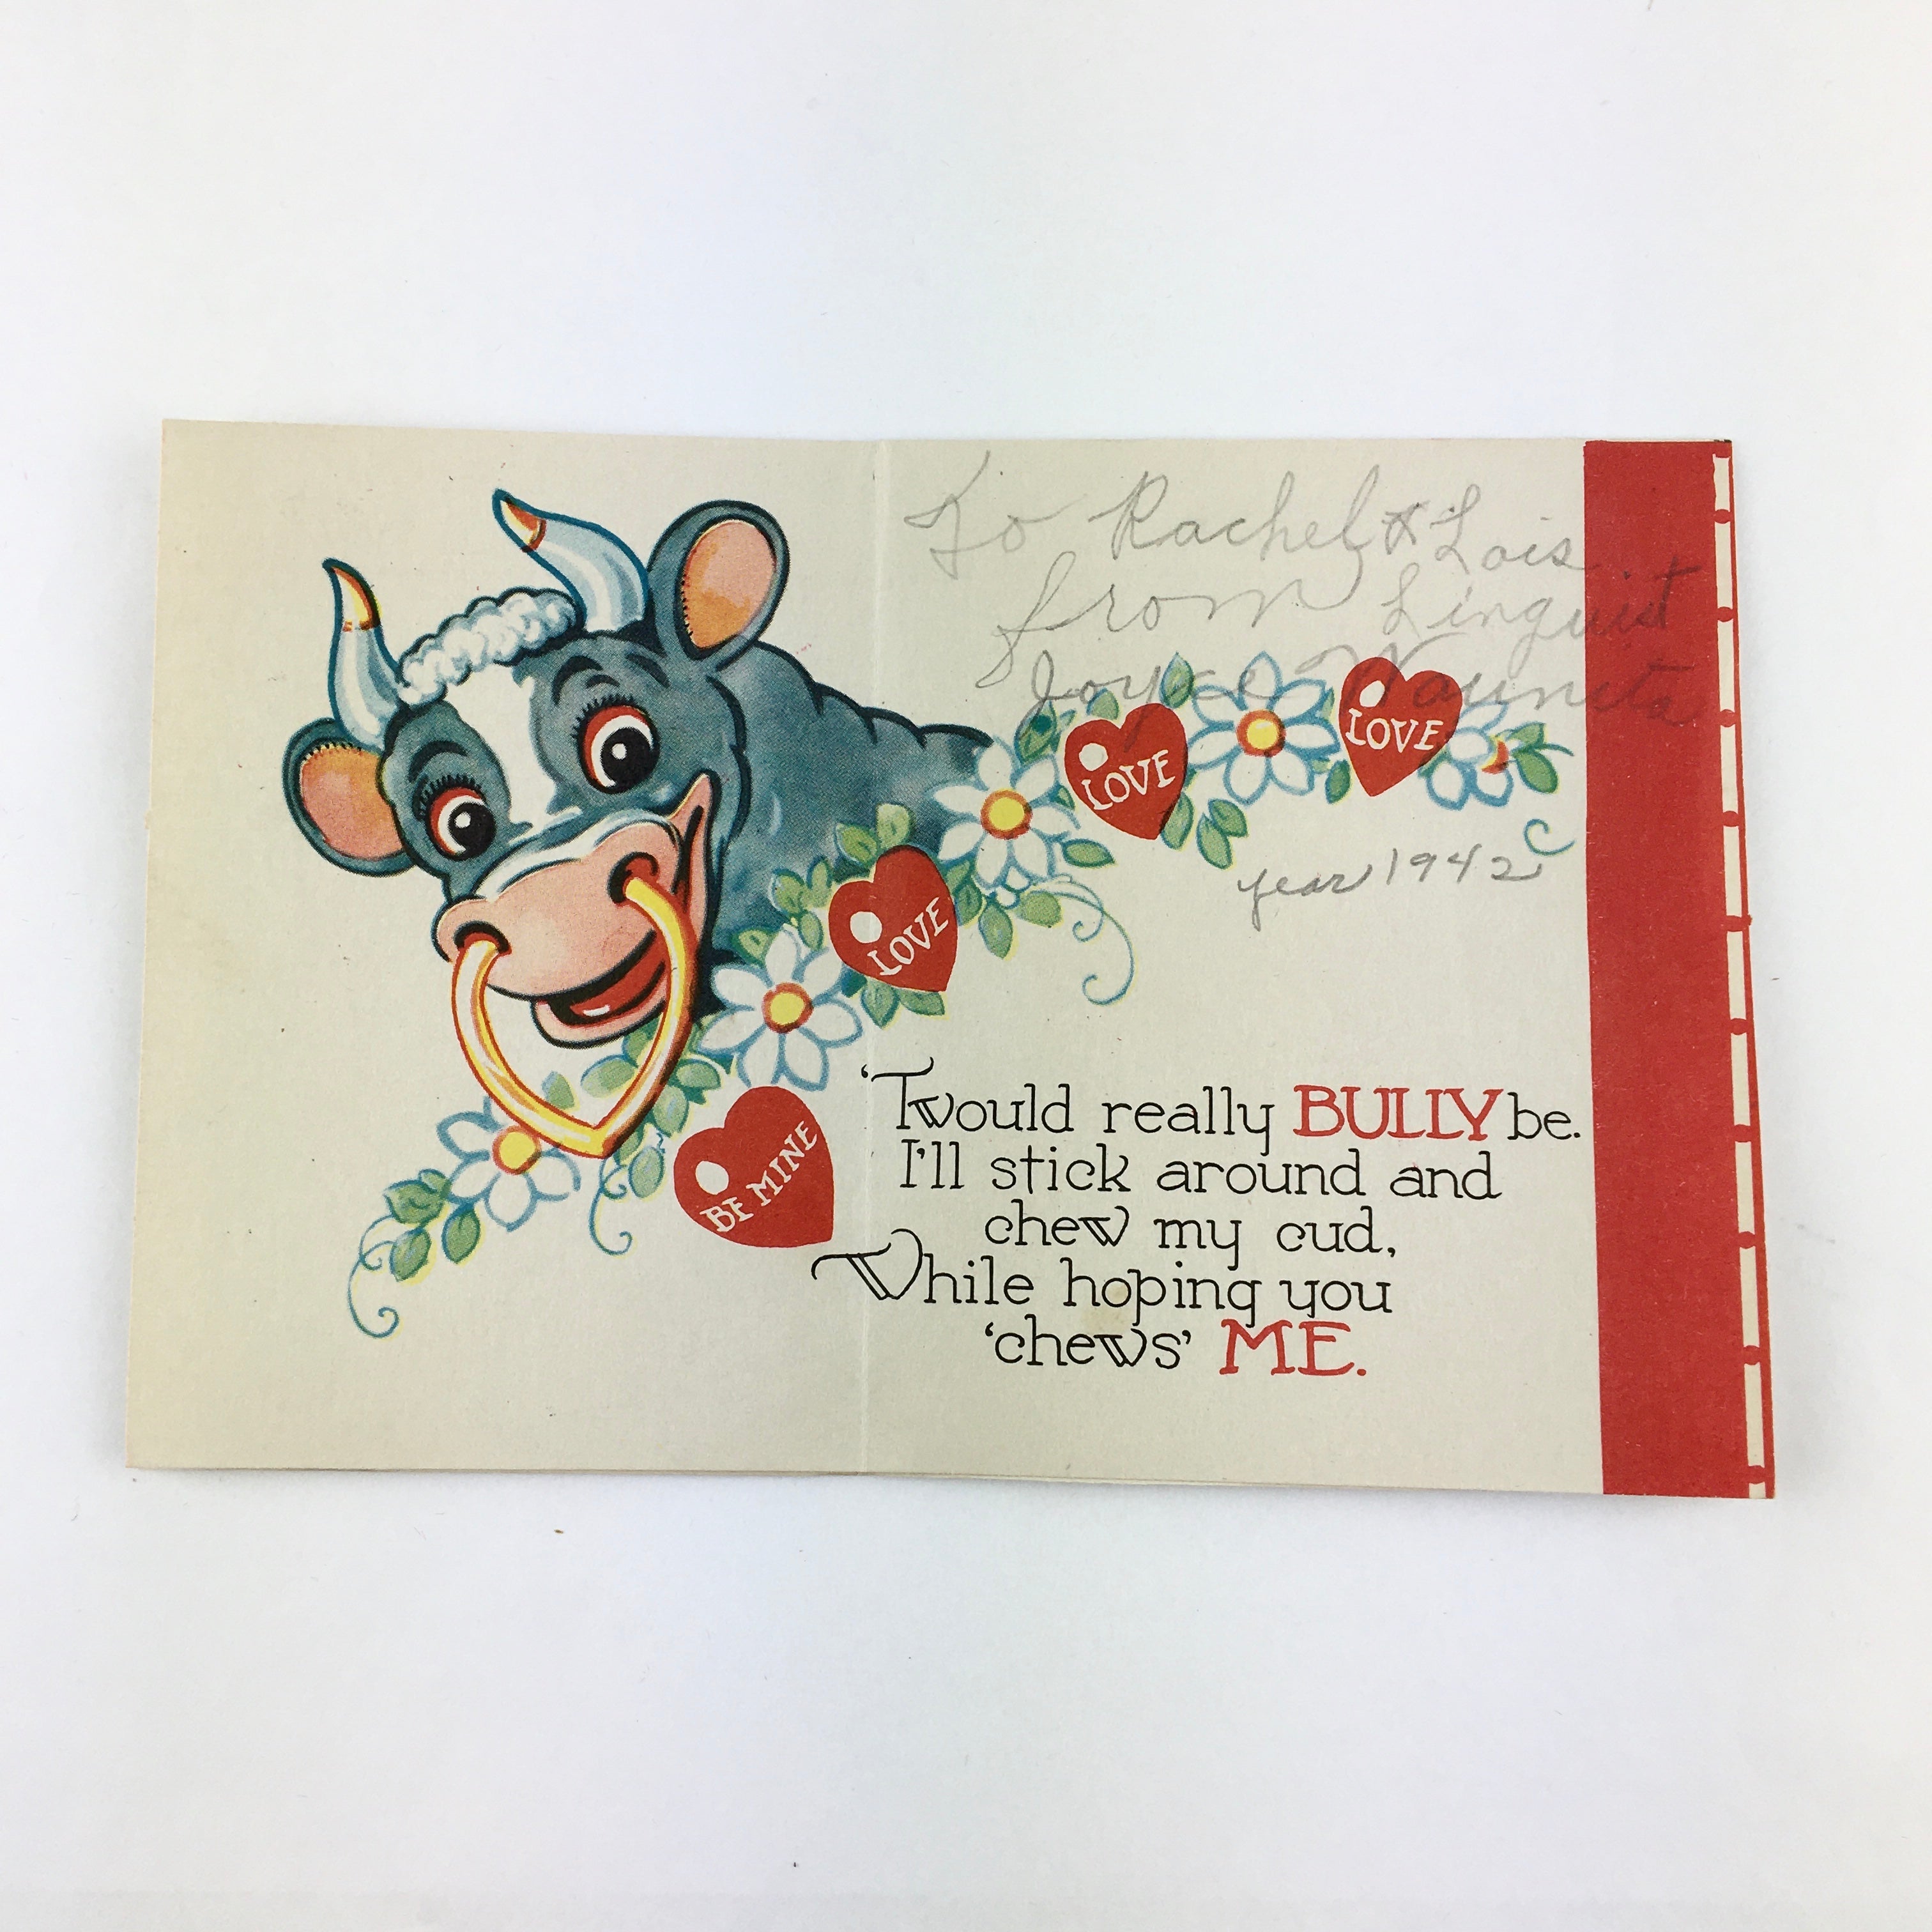 To Rachel & Lois
from Linquist
Joyce Waunita
LOVE
LOVE
LOVE
BE MINE
year 1942
'Twould really BULLY be.
I'll stick around and
chew my cud,
While hoping you
'chews' ME.